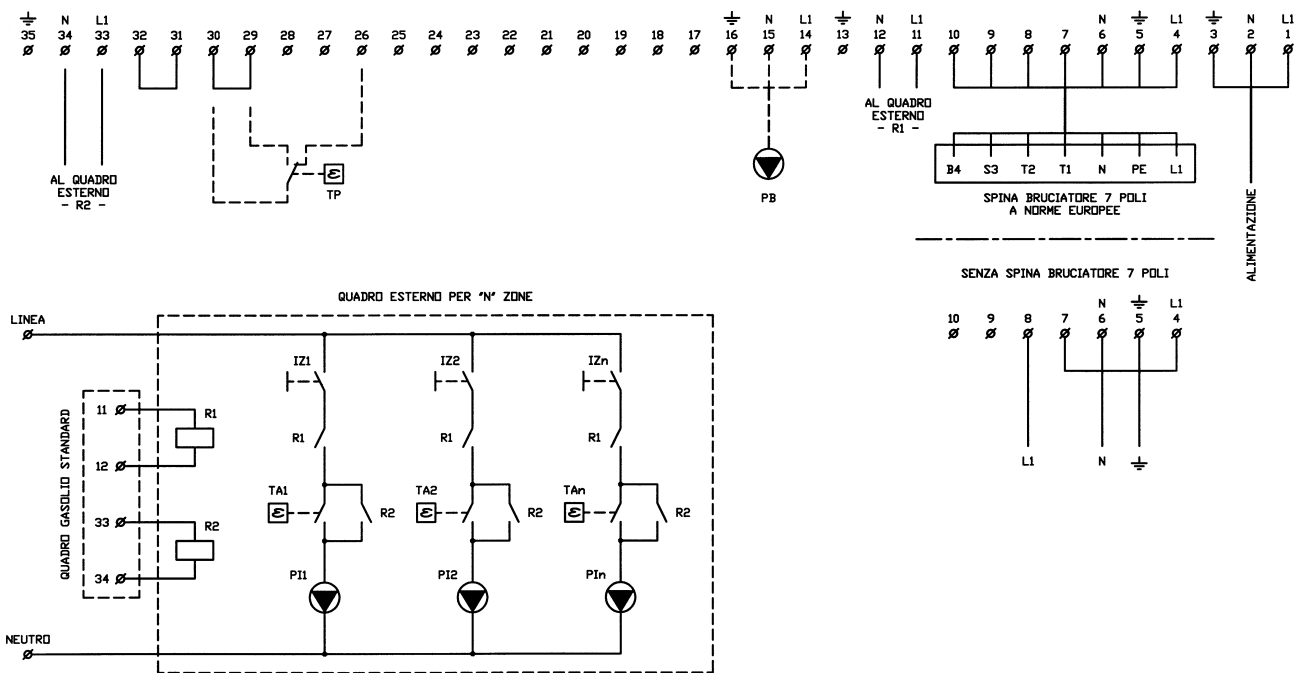 N L1 N L1 N L1 N L1 N L1
35 34 33 32 31 30 29 28 27 26 25 24 23 22 21 20 19 18 17 16 15 14 13 12 11 10 9 8 7 6 5 4 3 2 1
AL QUADRO
ESTERNO
- R2 -
TP
PB
AL QUADRO
ESTERNO
- R1 -
B4 S3 T2 T1 N PE L1
SPINA BRUCIATORE 7 POLI
A NORME EUROPEE
ALIMENTAZIONE
SENZA SPINA BRUCIATORE 7 POLI
N L1
10 9 8 7 6 5 4
L1 N
QUADRO ESTERNO PER "N" ZONE
LINEA
IZ1 IZ2 IZn
QUADRO GASOLIO STANDARD
11 R1
12
R1 R1 R1
TA1 R2 TA2 R2 TAn R2
33 R2
34
PI1 PI2 PIn
NEUTRO